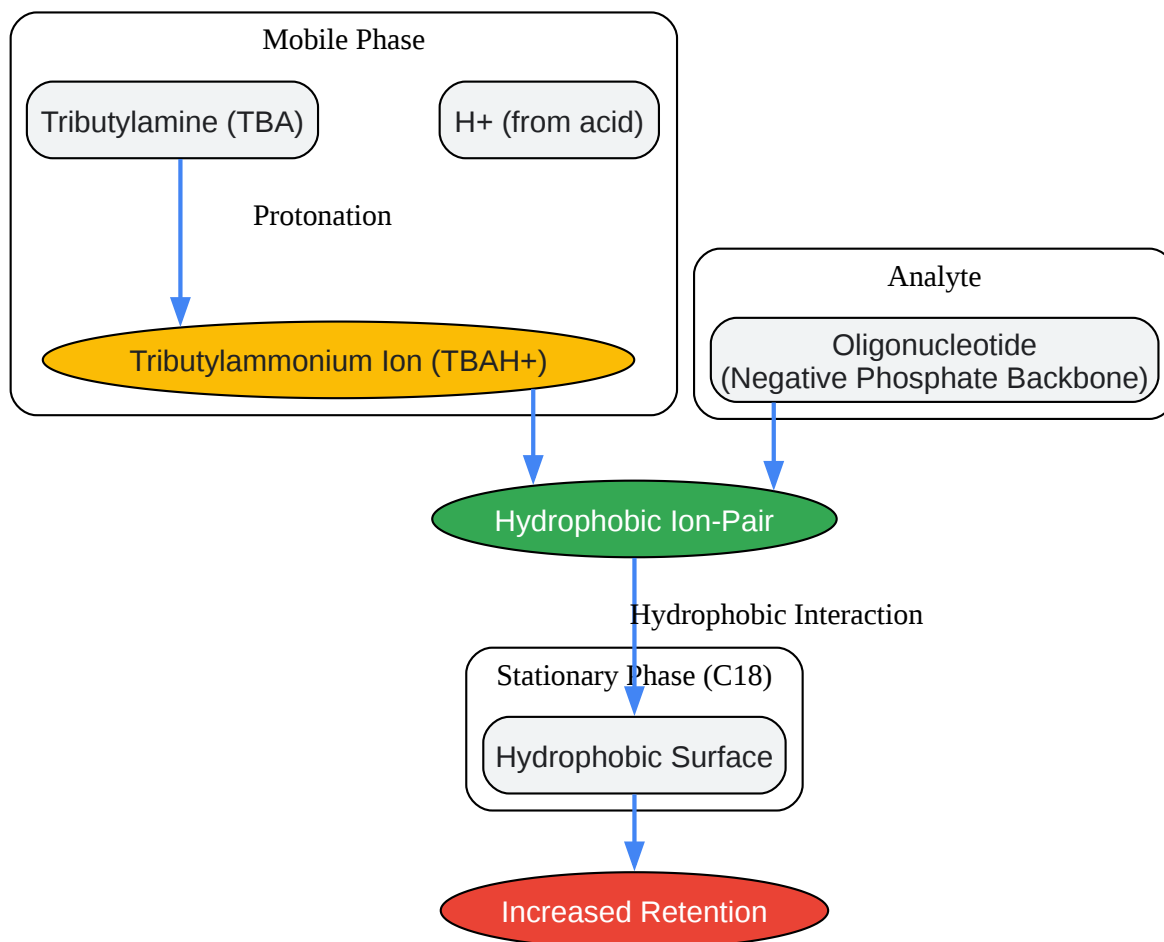 Mobile Phase
Tributylamine (TBA)
H+ (from acid)
Protonation
Tributylammonium Ion (TBAH+)
Analyte
Oligonucleotide
(Negative Phosphate Backbone)
Hydrophobic Ion-Pair
Hydrophobic Interaction
Stationary Phase (C18)
Hydrophobic Surface
Increased Retention